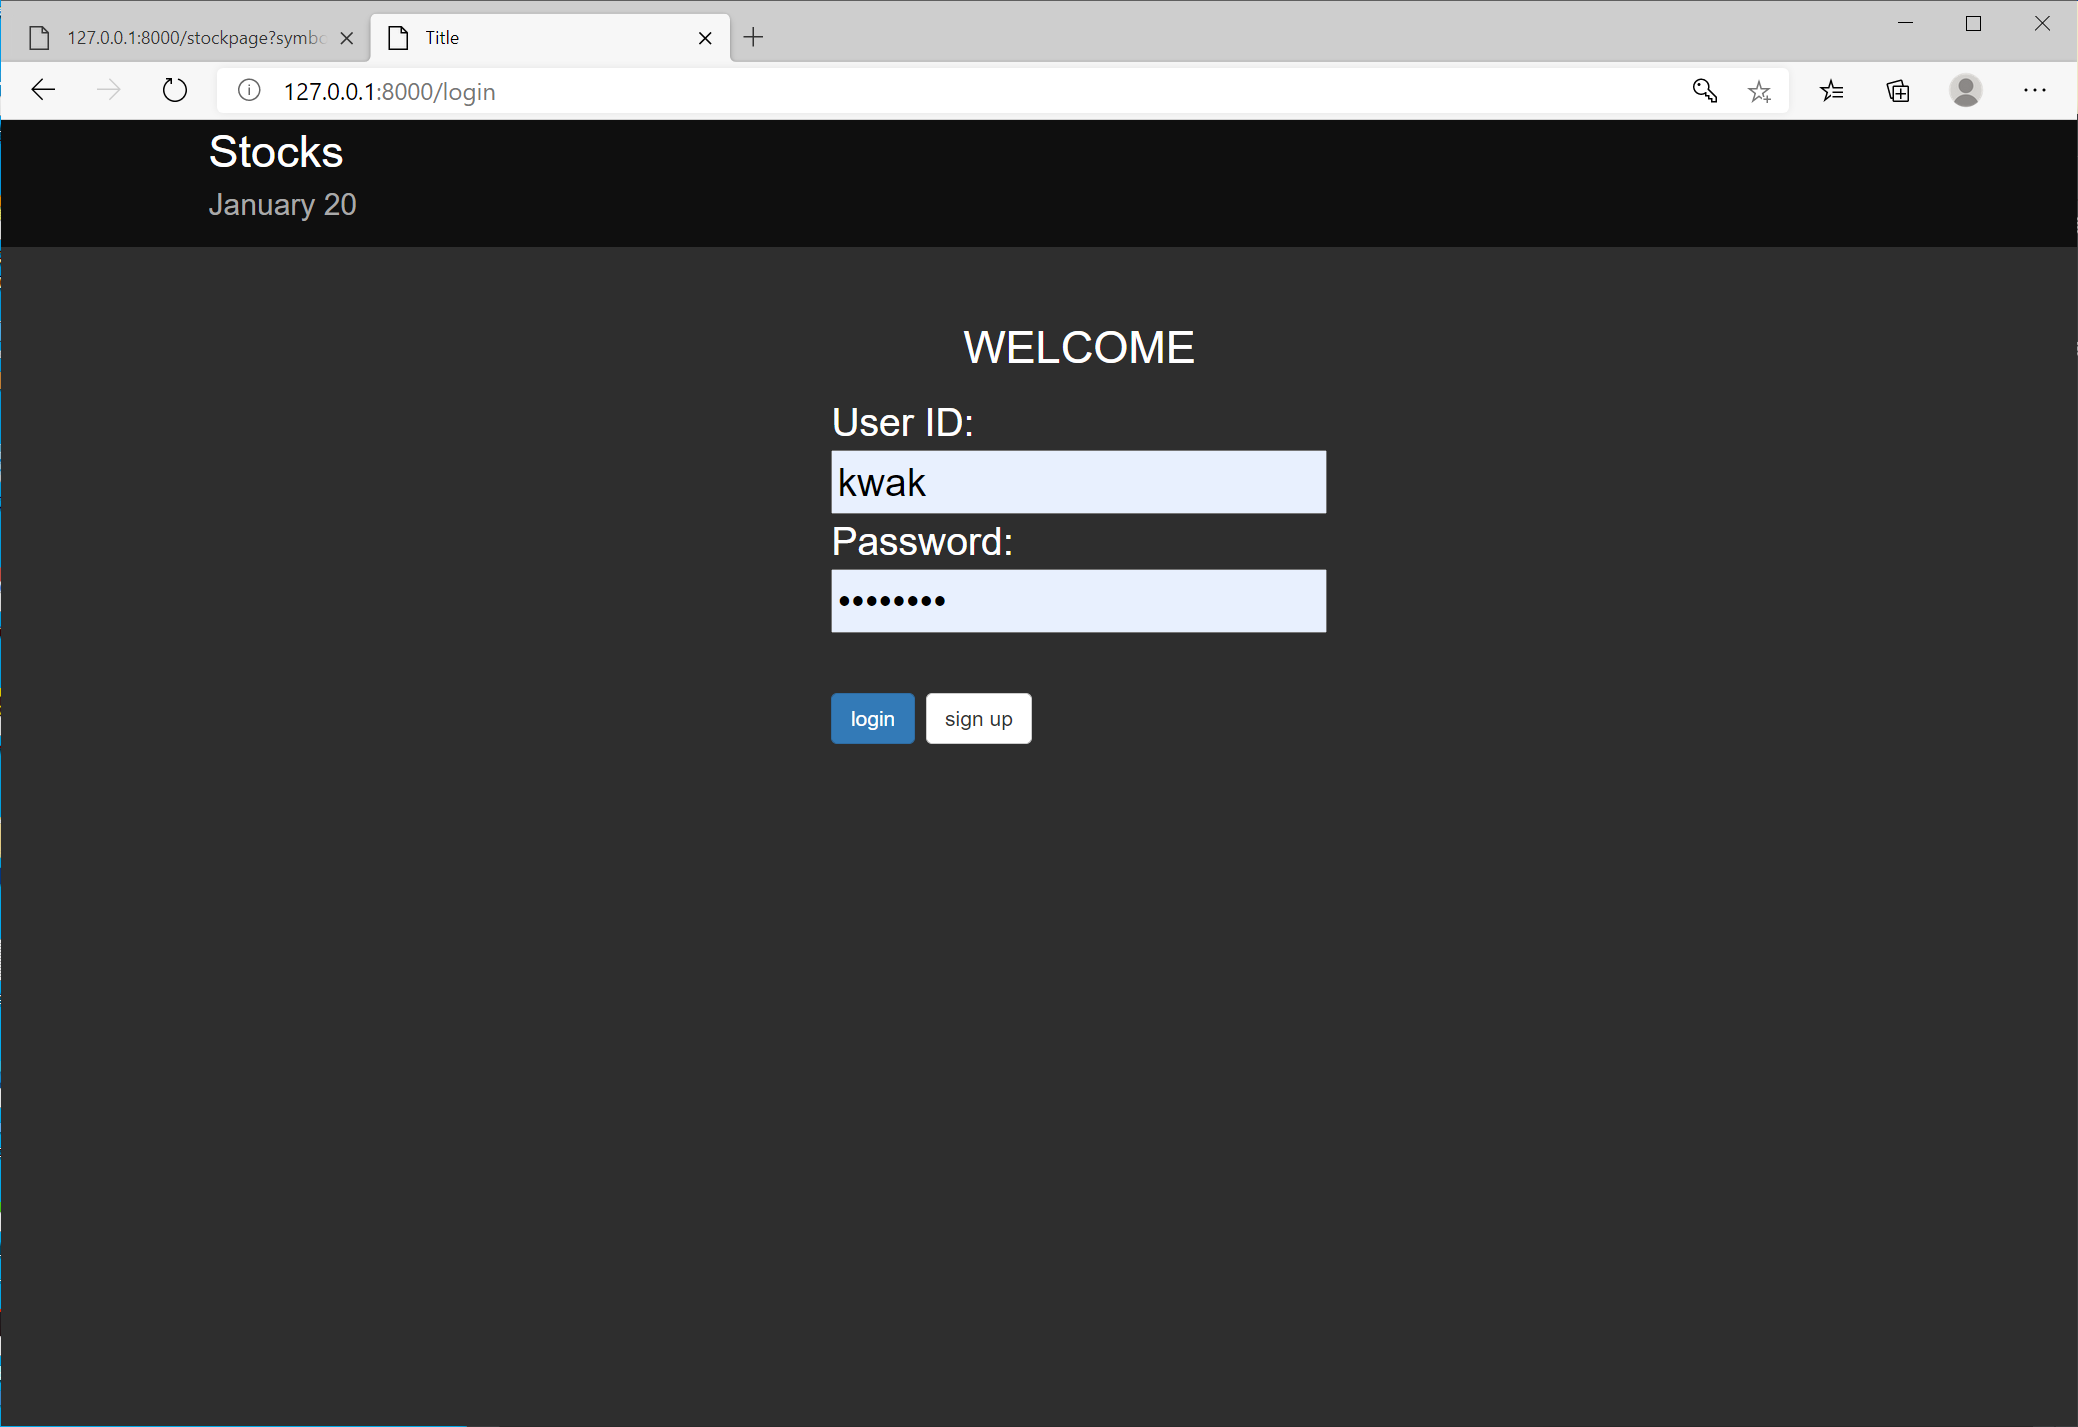 127.0.0.1:8000/stockpage?symbo
Title
127.0.0.1:8000/login
Stocks
January 20
WELCOME
User ID:
kwak
Password:
••••••••
login
sign up